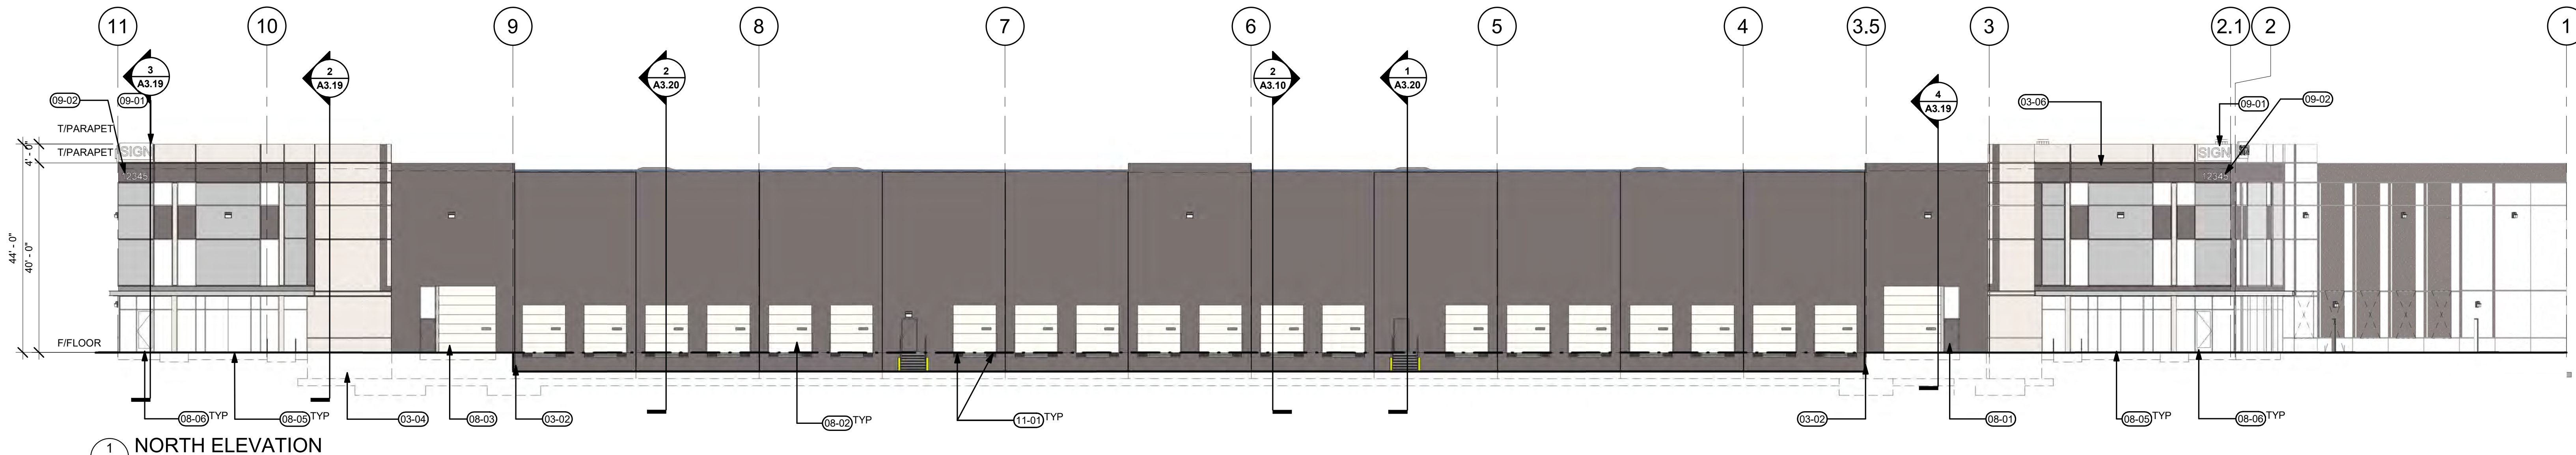 11 10 9 8 7 6 5 4 3.5 3 2.1 2 1
3
A3.19
2
A3.19
2
A3.20
2
A3.10
1
A3.20
4
A3.19
09-02
09-01
03-06
09-01
09-02
T/PARAPET
T/PARAPET
4' - 0"
44' - 0"
40' - 0"
SIGN
2345
SIGN
12345
F/FLOOR
08-06 TYP
08-05 TYP
03-04
08-03
03-02
08-02 TYP
11-01 TYP
03-02
08-01
08-05 TYP
08-06 TYP
1 NORTH ELEVATION